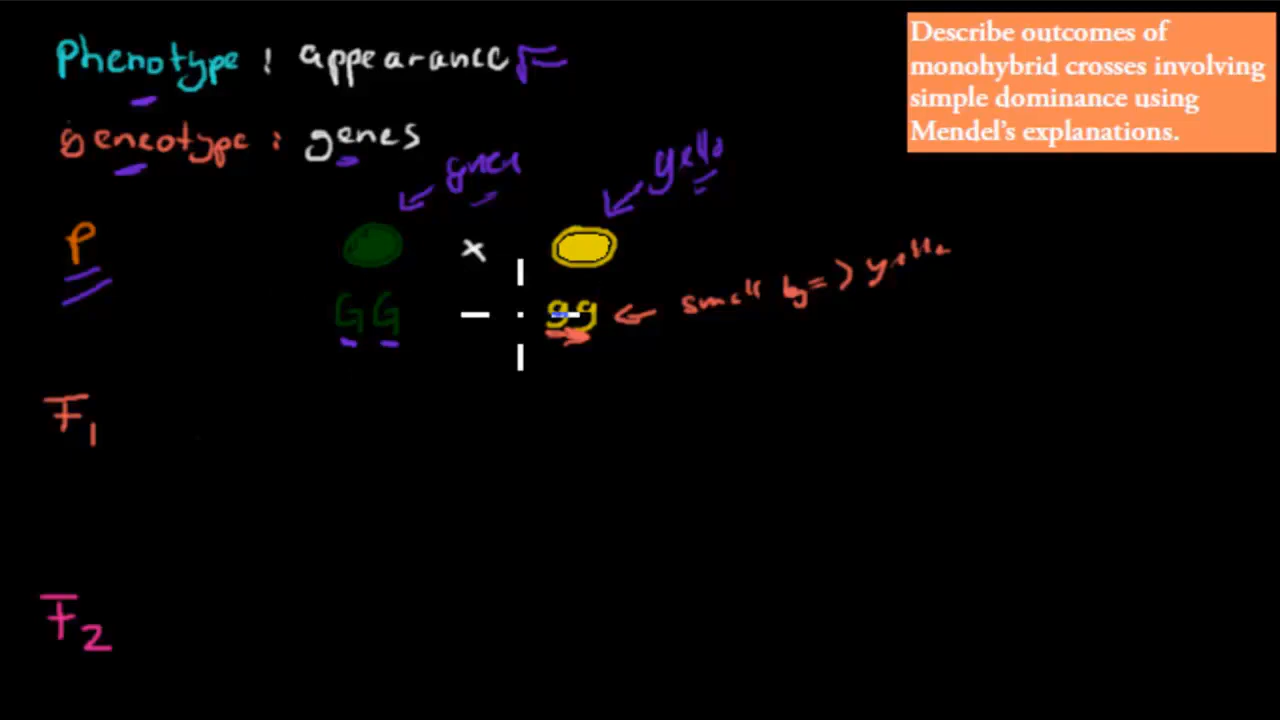 Phenotype : appearance
Describe outcomes of
monohybrid crosses involving
simple dominance using
Mendel's explanations.
geneotype : genes
green
yello
P
x
GG
gg
small
=> yello
F1
F2